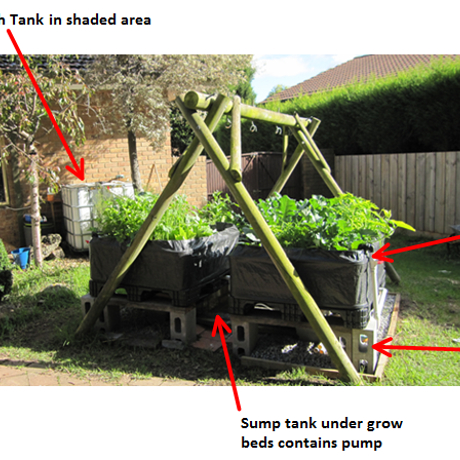 Tank in shaded area
Sump tank under grow
beds contains pump